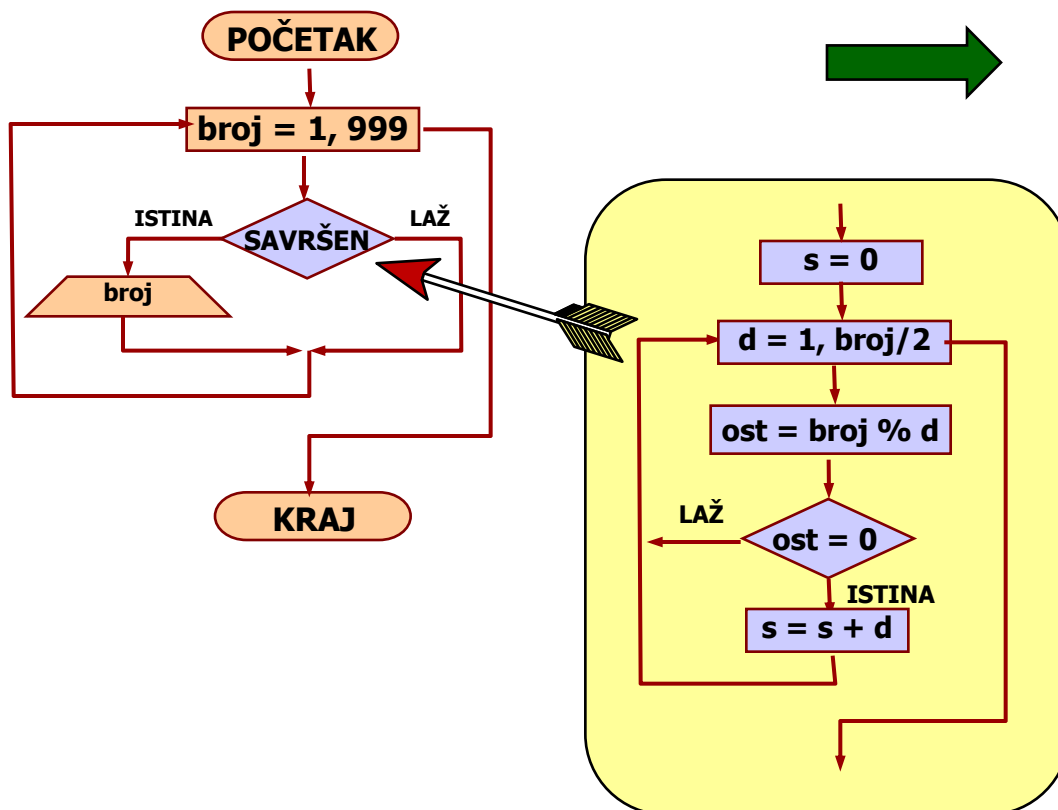 POČETAK
broj = 1, 999
ISTINA
LAŽ
SAVRŠEN
broj
KRAJ
s = 0
d = 1, broj/2
ost = broj % d
LAŽ
ost = 0
ISTINA
s = s + d